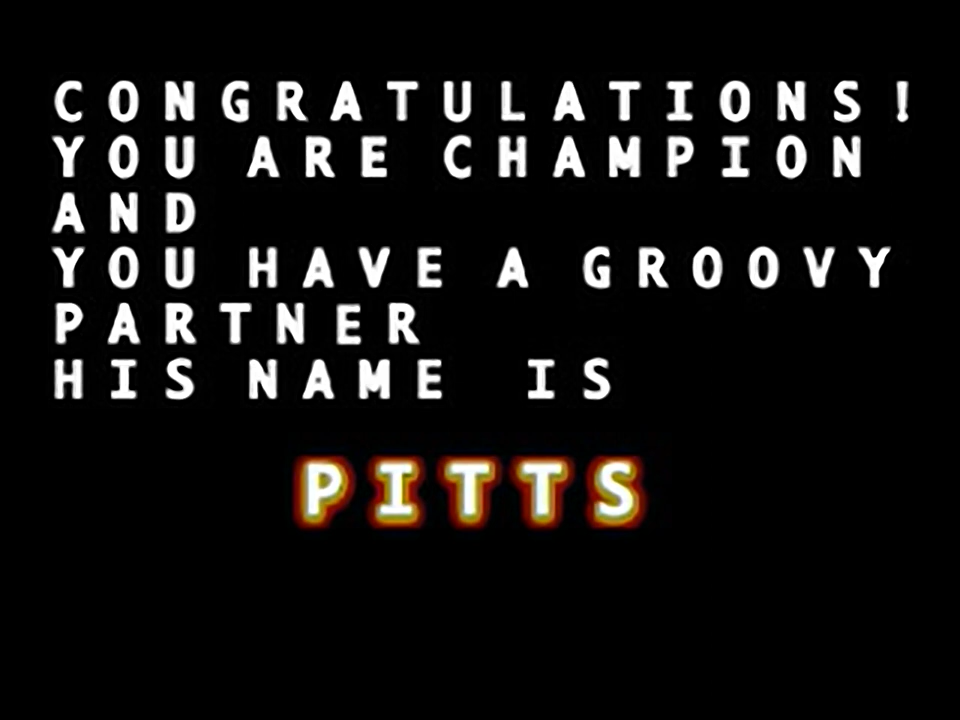 CONGRATULATIONS!
YOU ARE CHAMPION
AND
YOU HAVE A GROOVY
PARTNER
HIS NAME IS
PITTS